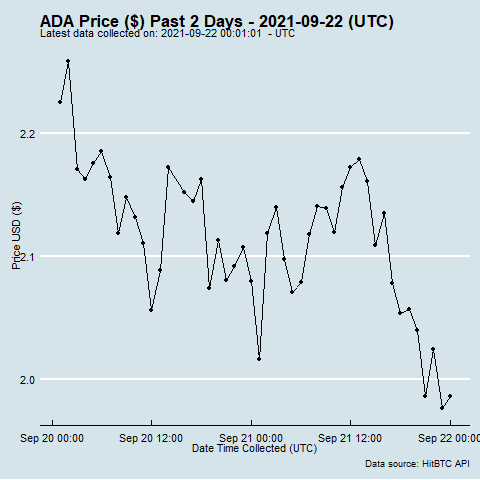 ADA Price ($) Past 2 Days - 2021-09-22 (UTC)
Latest data collected on: 2021-09-22 00:01:01 - UTC
2.2
2.1
2.0
Price USD ($)
Sep 20 00:00 Sep 20 12:00 Sep 21 00:00 Sep 21 12:00 Sep 22 00:00
Date Time Collected (UTC)
Data source: HitBTC API